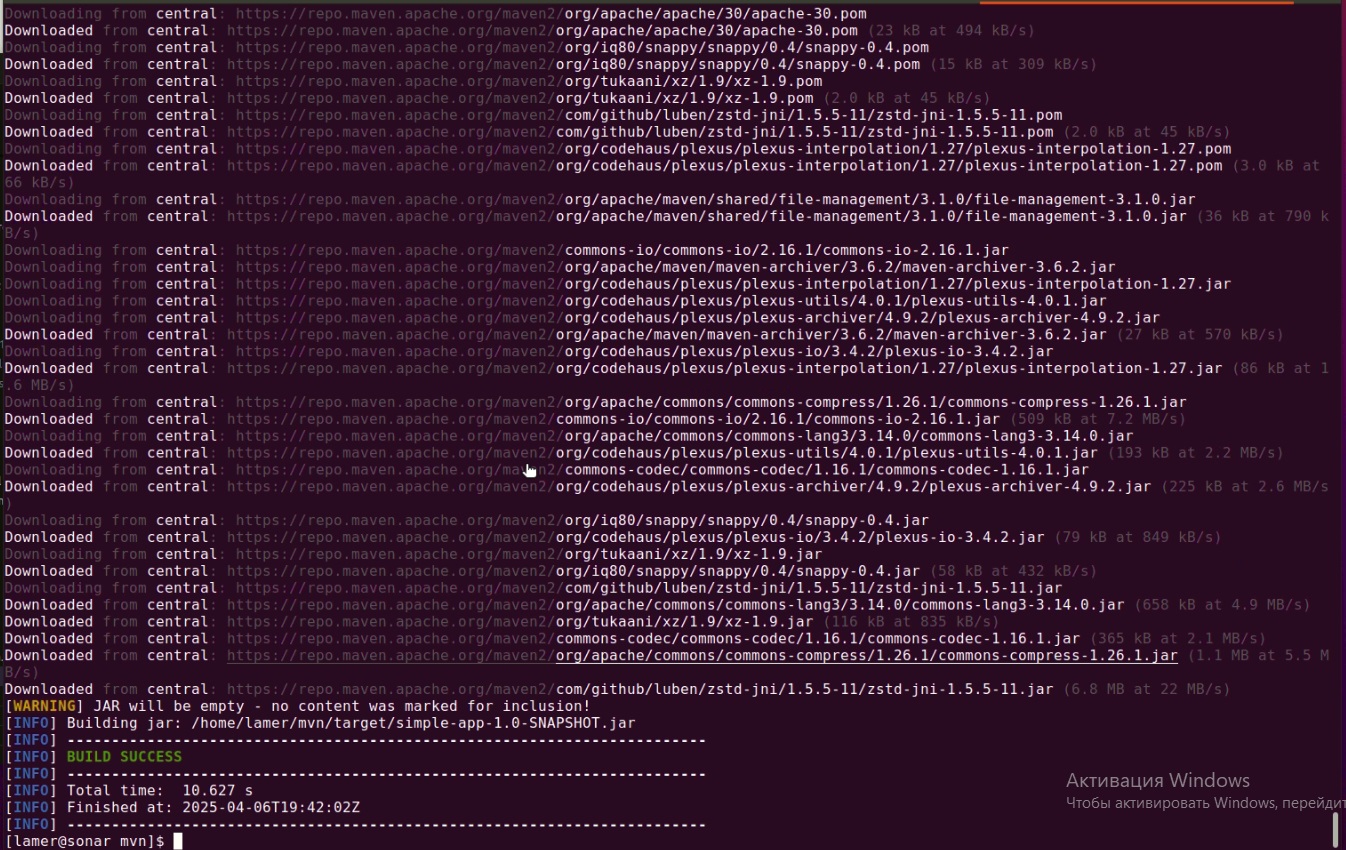 Downloading from central: https://repo.maven.apache.org/maven2/org/apache/apache/30/apache-30.pom
Downloaded from central: https://repo.maven.apache.org/maven2/org/apache/apache/30/apache-30.pom (23 kB at 494 kB/s)
Downloading from central: https://repo.maven.apache.org/maven2/org/iq80/snappy/snappy/0.4/snappy-0.4.pom
Downloaded from central: https://repo.maven.apache.org/maven2/org/iq80/snappy/snappy/0.4/snappy-0.4.pom (15 kB at 309 kB/s)
Downloading from central: https://repo.maven.apache.org/maven2/org/tukaani/xz/1.9/xz-1.9.pom
Downloaded from central: https://repo.maven.apache.org/maven2/org/tukaani/xz/1.9/xz-1.9.pom (2.0 kB at 45 kB/s)
Downloading from central: https://repo.maven.apache.org/maven2/com/github/luben/zstd-jni/1.5.5-11/zstd-jni-1.5.5-11.pom
Downloaded from central: https://repo.maven.apache.org/maven2/com/github/luben/zstd-jni/1.5.5-11/zstd-jni-1.5.5-11.pom (2.0 kB at 45 kB/s)
Downloading from central: https://repo.maven.apache.org/maven2/org/codehaus/plexus/plexus-interpolation/1.27/plexus-interpolation-1.27.pom
Downloaded from central: https://repo.maven.apache.org/maven2/org/codehaus/plexus/plexus-interpolation/1.27/plexus-interpolation-1.27.pom (3.0 kB at
66 kB/s)
Downloading from central: https://repo.maven.apache.org/maven2/org/apache/maven/shared/file-management/3.1.0/file-management-3.1.0.jar
Downloaded from central: https://repo.maven.apache.org/maven2/org/apache/maven/shared/file-management/3.1.0/file-management-3.1.0.jar (36 kB at 790 k
B/s)
Downloading from central: https://repo.maven.apache.org/maven2/commons-io/commons-io/2.16.1/commons-io-2.16.1.jar
Downloading from central: https://repo.maven.apache.org/maven2/org/apache/maven/maven-archiver/3.6.2/maven-archiver-3.6.2.jar
Downloading from central: https://repo.maven.apache.org/maven2/org/codehaus/plexus/plexus-interpolation/1.27/plexus-interpolation-1.27.jar
Downloading from central: https://repo.maven.apache.org/maven2/org/codehaus/plexus/plexus-utils/4.0.1/plexus-utils-4.0.1.jar
Downloading from central: https://repo.maven.apache.org/maven2/org/codehaus/plexus/plexus-archiver/4.9.2/plexus-archiver-4.9.2.jar
Downloaded from central: https://repo.maven.apache.org/maven2/org/apache/maven/maven-archiver/3.6.2/maven-archiver-3.6.2.jar (27 kB at 570 kB/s)
Downloading from central: https://repo.maven.apache.org/maven2/org/codehaus/plexus/plexus-io/3.4.2/plexus-io-3.4.2.jar
Downloaded from central: https://repo.maven.apache.org/maven2/org/codehaus/plexus/plexus-interpolation/1.27/plexus-interpolation-1.27.jar (86 kB at 1
.6 MB/s)
Downloading from central: https://repo.maven.apache.org/maven2/org/apache/commons/commons-compress/1.26.1/commons-compress-1.26.1.jar
Downloaded from central: https://repo.maven.apache.org/maven2/commons-io/commons-io/2.16.1/commons-io-2.16.1.jar (509 kB at 7.2 MB/s)
Downloading from central: https://repo.maven.apache.org/maven2/org/apache/commons/commons-lang3/3.14.0/commons-lang3-3.14.0.jar
Downloaded from central: https://repo.maven.apache.org/maven2/org/codehaus/plexus/plexus-utils/4.0.1/plexus-utils-4.0.1.jar (193 kB at 2.2 MB/s)
Downloading from central: https://repo.maven.apache.org/maven2/commons-codec/commons-codec/1.16.1/commons-codec-1.16.1.jar
Downloaded from central: https://repo.maven.apache.org/maven2/org/codehaus/plexus/plexus-archiver/4.9.2/plexus-archiver-4.9.2.jar (225 kB at 2.6 MB/s
)
Downloading from central: https://repo.maven.apache.org/maven2/org/iq80/snappy/snappy/0.4/snappy-0.4.jar
Downloaded from central: https://repo.maven.apache.org/maven2/org/codehaus/plexus/plexus-io/3.4.2/plexus-io-3.4.2.jar (79 kB at 849 kB/s)
Downloading from central: https://repo.maven.apache.org/maven2/org/tukaani/xz/1.9/xz-1.9.jar
Downloaded from central: https://repo.maven.apache.org/maven2/org/iq80/snappy/snappy/0.4/snappy-0.4.jar (58 kB at 432 kB/s)
Downloading from central: https://repo.maven.apache.org/maven2/com/github/luben/zstd-jni/1.5.5-11/zstd-jni-1.5.5-11.jar
Downloaded from central: https://repo.maven.apache.org/maven2/org/apache/commons/commons-lang3/3.14.0/commons-lang3-3.14.0.jar (658 kB at 4.9 MB/s)
Downloaded from central: https://repo.maven.apache.org/maven2/org/tukaani/xz/1.9/xz-1.9.jar (116 kB at 835 kB/s)
Downloaded from central: https://repo.maven.apache.org/maven2/commons-codec/commons-codec/1.16.1/commons-codec-1.16.1.jar (365 kB at 2.1 MB/s)
Downloaded from central: https://repo.maven.apache.org/maven2/org/apache/commons/commons-compress/1.26.1/commons-compress-1.26.1.jar (1.1 MB at 5.5 M
B/s)
Downloaded from central: https://repo.maven.apache.org/maven2/com/github/luben/zstd-jni/1.5.5-11/zstd-jni-1.5.5-11.jar (6.8 MB at 22 MB/s)
[WARNING] JAR will be empty - no content was marked for inclusion!
[INFO] Building jar: /home/lamer/mvn/target/simple-app-1.0-SNAPSHOT.jar
[INFO] ------------------------------------------------------------------------
[INFO] BUILD SUCCESS
[INFO] ------------------------------------------------------------------------
[INFO] Total time:  10.627 s
[INFO] Finished at: 2025-04-06T19:42:02Z
[INFO] ------------------------------------------------------------------------
[lamer@sonar mvn]$
Активация Windows
Чтобы активировать Windows, перейдит